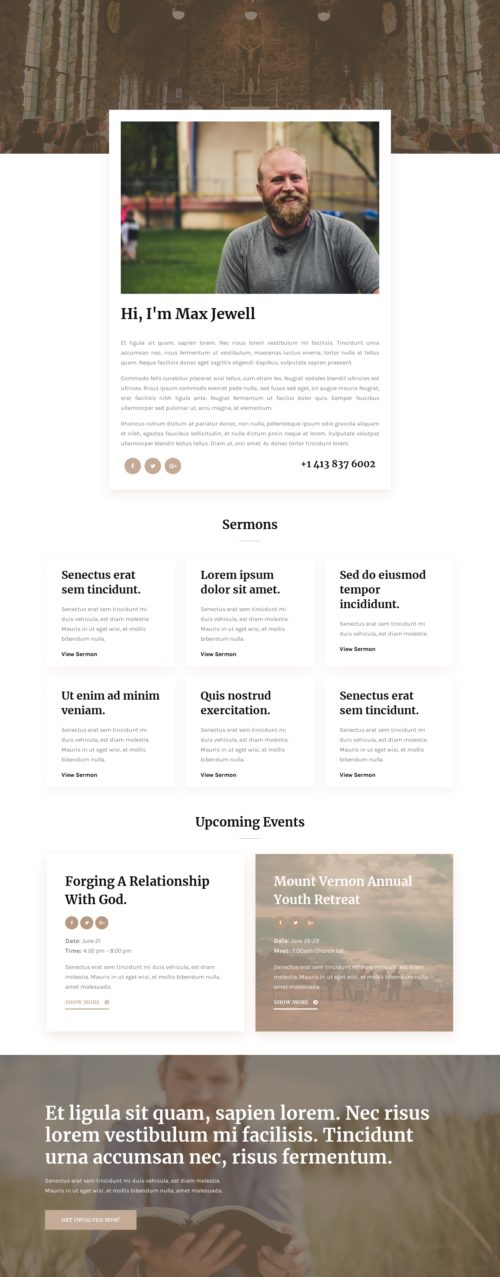 Hi, I'm Max Jewell
Et ligula sit quam, sapien lorem. Nec risus lorem vestibulum mi facilisis. Tincidunt urna
accumsan nec, risus fermentum ut vestibulum, maecenas luctus viverra, tortor nulla et tellus
quam. Neque facilisis donec eget sagittis eligendi dapibus, vulputate sapien praesent.
Commodo felis curabitur placerat wisi tellus, cum etiam leo, feugiat sodales blandit ultricies est
ultrices. Risus ipsum commodo eveniet pede nulla, sed fusce sed eget; sit augue mauris feugiat,
erat facilisis nibh ligula ante, feugiat fermentum ut facilisi dolor quis. Semper faucibus
ullamcorper sed pulvinar ut, arcu magna, at elementum.
Rhoncus rutrum dictum at pariatur donec, non nulla, pellentesque ipsum odio gravida aliquam
et nibh, egestas faucibus sollicitudin, et nulla dictum proin neque at lorem. Vulputate volutpat
ullamcorper blandit lectus tellus. Diam ut, orci amet. Ac donec tortor tincidunt lorem.
+1 413 837 6002
Sermons
Senectus erat
sem tincidunt.
Senectus erat sem tincidunt mi
duis vehicula, est diam molestie.
Mauris in ut eget wisi, et mollis
bibendum nulla.
View Sermon
Lorem ipsum
dolor sit amet.
Senectus erat sem tincidunt mi
duis vehicula, est diam molestie.
Mauris in ut eget wisi, et mollis
bibendum nulla.
View Sermon
Sed do eiusmod
tempor
incididunt.
Senectus erat sem tincidunt mi
duis vehicula, est diam molestie.
View Sermon
Ut enim ad minim
veniam.
Senectus erat sem tincidunt mi
duis vehicula, est diam molestie.
Mauris in ut eget wisi, et mollis
bibendum nulla.
View Sermon
Quis nostrud
exercitation.
Senectus erat sem tincidunt mi
duis vehicula, est diam molestie.
Mauris in ut eget wisi, et mollis
bibendum nulla.
View Sermon
Senectus erat
sem tincidunt.
Senectus erat sem tincidunt mi
duis vehicula, est diam molestie.
Mauris in ut eget wisi, et mollis
bibendum nulla.
View Sermon
Upcoming Events
Forging A Relationship
With God.
Date: June 21
Time: 4:00 pm - 8:00 pm
Senectus erat sem tincidunt mi duis vehicula, est diam
molestie. Mauris in ut eget wisi, et mollis bibendum nulla,
amet malesuada.
SHOW MORE
Mount Vernon Annual
Youth Retreat
Date: June 26-29
Meet: 7:00am Church lot
Senectus erat sem tincidunt mi duis vehicula, est diam
molestie. Mauris in ut eget wisi, et mollis bibendum nulla,
amet malesuada.
SHOW MORE
Et ligula sit quam, sapien lorem. Nec risus
lorem vestibulum mi facilisis. Tincidunt
urna accumsan nec, risus fermentum.
Senectus erat sem tincidunt mi duis vehicula, est diam molestie.
Mauris in ut eget wisi, et mollis bibendum nulla, amet malesuada.
GET INVOLVED NOW!